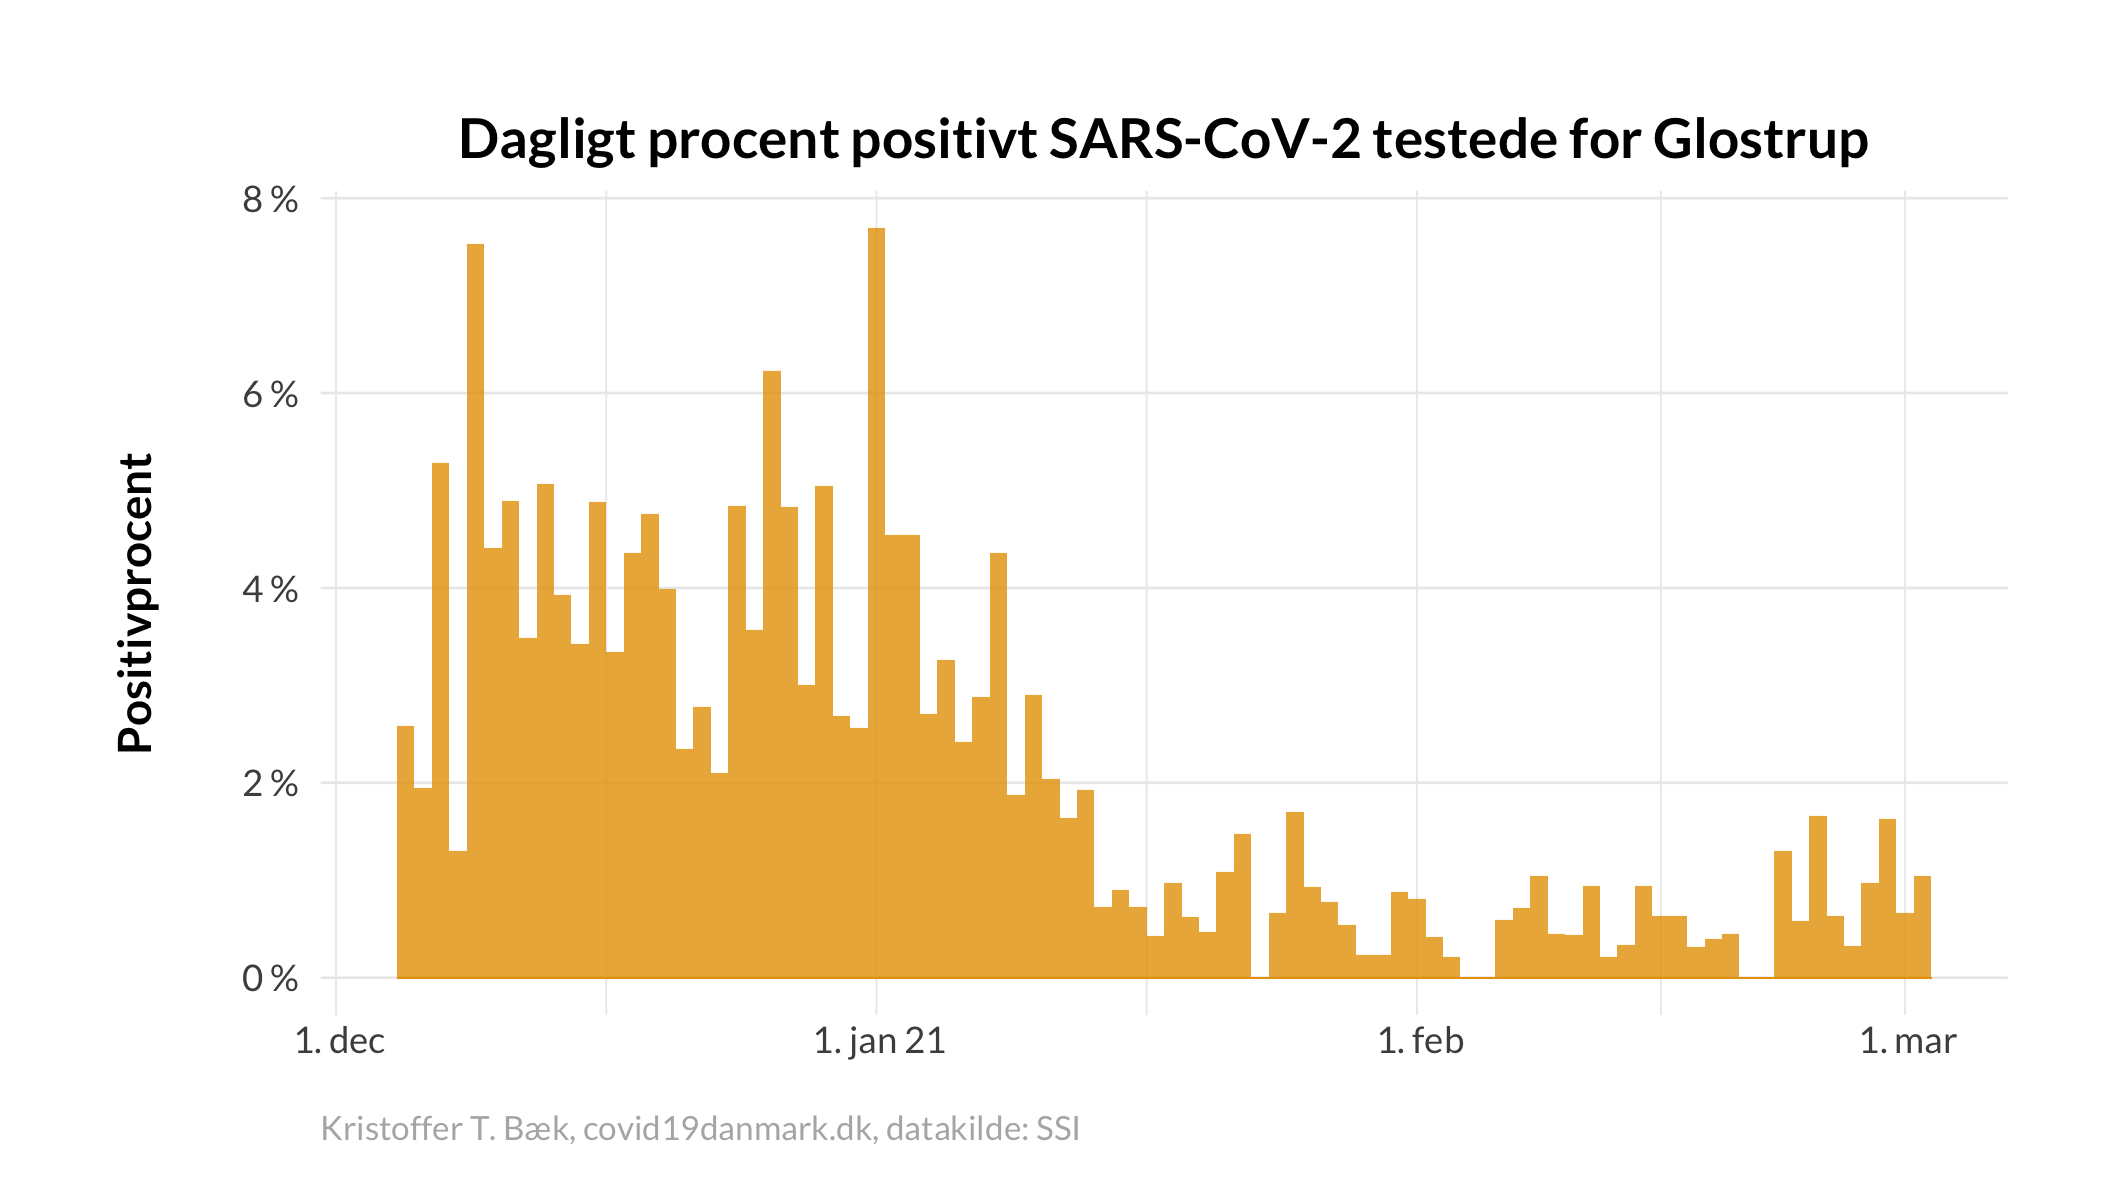 Dagligt procent positivt SARS-CoV-2 testede for Glostrup
Positivprocent
8 %
6 %
4 %
2 %
0 %
1. dec
1. jan 21
1. feb
1. mar
Kristoffer T. Bæk, covid19danmark.dk, datakilde: SSI